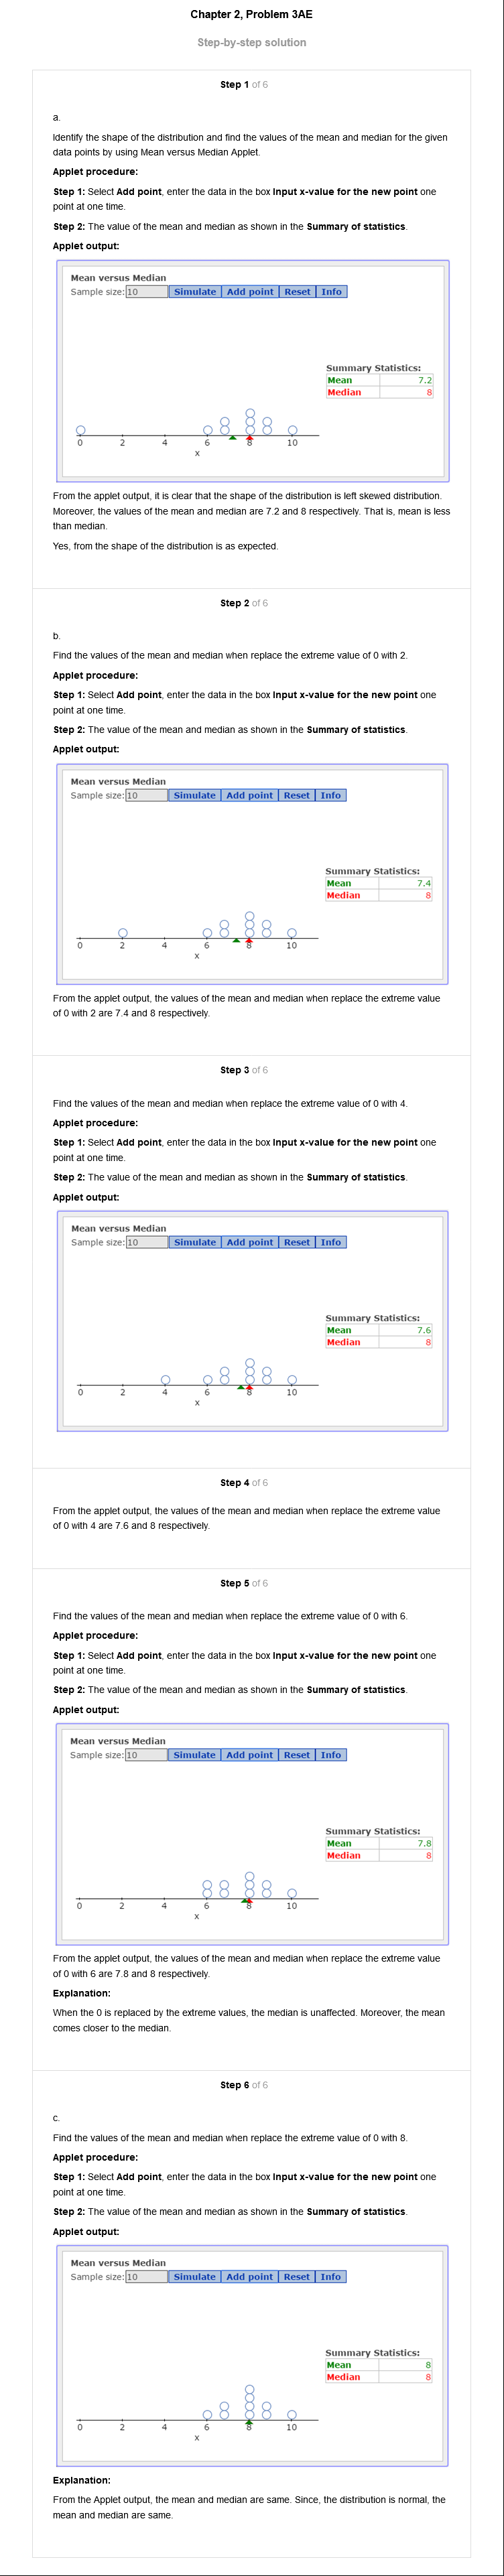 Chapter 2, Problem 3AE
Step-by-step solution
Step 1 of 6
a.
Identify the shape of the distribution and find the values of the mean and median for the given
data points by using Mean versus Median Applet.
Applet procedure:
Step 1: Select Add point, enter the data in the box Input x-value for the new point one
point at one time.
Step 2: The value of the mean and median as shown in the Summary of statistics.
Applet output:
Mean versus Median
Sample size: 10 Simulate Add point Reset Info
Summary Statistics:
Mean 7.2
Median 8
0 2 4 6 8 10
x
From the applet output, it is clear that the shape of the distribution is left skewed distribution.
Moreover, the values of the mean and median are 7.2 and 8 respectively. That is, mean is less
than median.
Yes, from the shape of the distribution is as expected.
Step 2 of 6
b.
Find the values of the mean and median when replace the extreme value of 0 with 2.
Applet procedure:
Step 1: Select Add point, enter the data in the box Input x-value for the new point one
point at one time.
Step 2: The value of the mean and median as shown in the Summary of statistics.
Applet output:
Mean versus Median
Sample size: 10 Simulate Add point Reset Info
Summary Statistics:
Mean 7.4
Median 8
0 2 4 6 8 10
x
From the applet output, the values of the mean and median when replace the extreme value
of 0 with 2 are 7.4 and 8 respectively.
Step 3 of 6
Find the values of the mean and median when replace the extreme value of 0 with 4.
Applet procedure:
Step 1: Select Add point, enter the data in the box Input x-value for the new point one
point at one time.
Step 2: The value of the mean and median as shown in the Summary of statistics.
Applet output:
Mean versus Median
Sample size: 10 Simulate Add point Reset Info
Summary Statistics:
Mean 7.6
Median 8
0 2 4 6 8 10
x
Step 4 of 6
From the applet output, the values of the mean and median when replace the extreme value
of 0 with 4 are 7.6 and 8 respectively.
Step 5 of 6
Find the values of the mean and median when replace the extreme value of 0 with 6.
Applet procedure:
Step 1: Select Add point, enter the data in the box Input x-value for the new point one
point at one time.
Step 2: The value of the mean and median as shown in the Summary of statistics.
Applet output:
Mean versus Median
Sample size: 10 Simulate Add point Reset Info
Summary Statistics:
Mean 7.8
Median 8
0 2 4 6 8 10
x
From the applet output, the values of the mean and median when replace the extreme value
of 0 with 6 are 7.8 and 8 respectively.
Explanation:
When the 0 is replaced by the extreme values, the median is unaffected. Moreover, the mean
comes closer to the median.
Step 6 of 6
c.
Find the values of the mean and median when replace the extreme value of 0 with 8.
Applet procedure:
Step 1: Select Add point, enter the data in the box Input x-value for the new point one
point at one time.
Step 2: The value of the mean and median as shown in the Summary of statistics.
Applet output:
Mean versus Median
Sample size: 10 Simulate Add point Reset Info
Summary Statistics:
Mean 8
Median 8
0 2 4 6 8 10
x
Explanation:
From the Applet output, the mean and median are same. Since, the distribution is normal, the
mean and median are same.